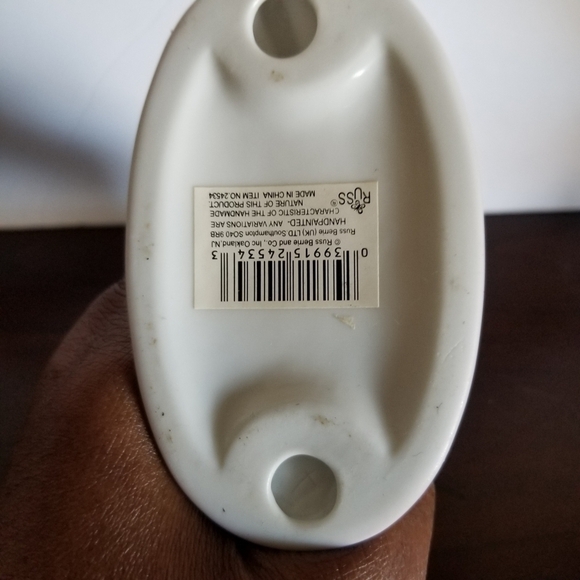 RUSS®
HANDPAINTED- ANY VARIATIONS ARE
CHARACTERISTIC OF THE HANDMADE
NATURE OF THIS PRODUCT.
MADE IN CHINA ITEM NO.24534
© Russ Berrie and Co., Inc Oakland NJ
Russ Berrie (UK) LTD Southampton SO40 9RB
0 39915 24534 3